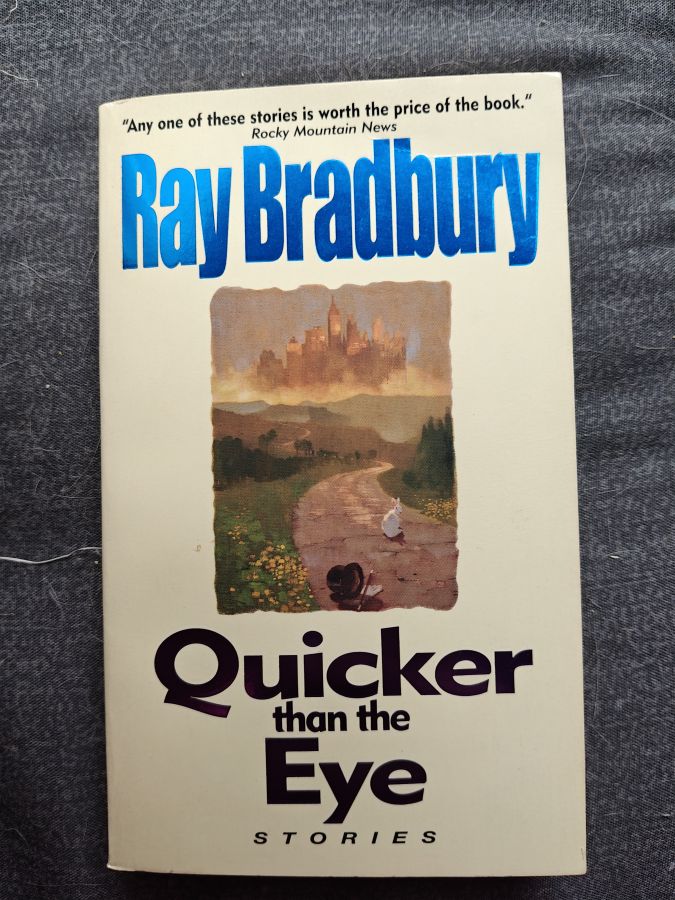 "Any one of these stories is worth the price of the book."
Rocky Mountain News
Ray Bradbury
Quicker
than the
Eye
STORIES